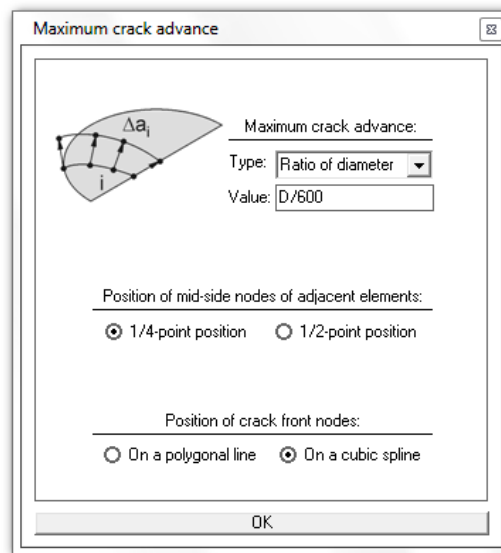 Maximum crack advance
Δai
i
Maximum crack advance:
Type: Ratio of diameter
Value: D/600
Position of mid-side nodes of adjacent elements:
1/4-point position 1/2-point position
Position of crack front nodes:
On a polygonal line On a cubic spline
OK